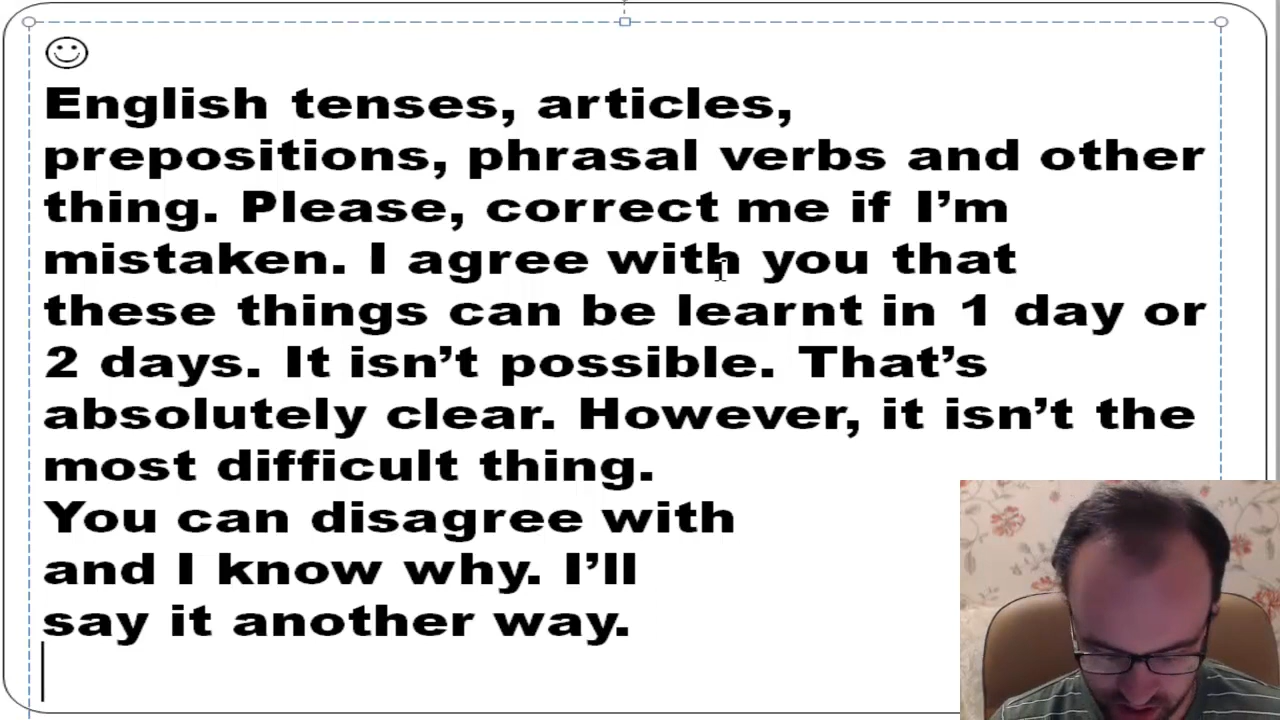 English tenses, articles,
prepositions, phrasal verbs and other
thing. Please, correct me if I’m
mistaken. I agree with you that
these things can be learnt in 1 day or
2 days. It isn’t possible. That’s
absolutely clear. However, it isn’t the
most difficult thing.
You can disagree with
and I know why. I’ll
say it another way.